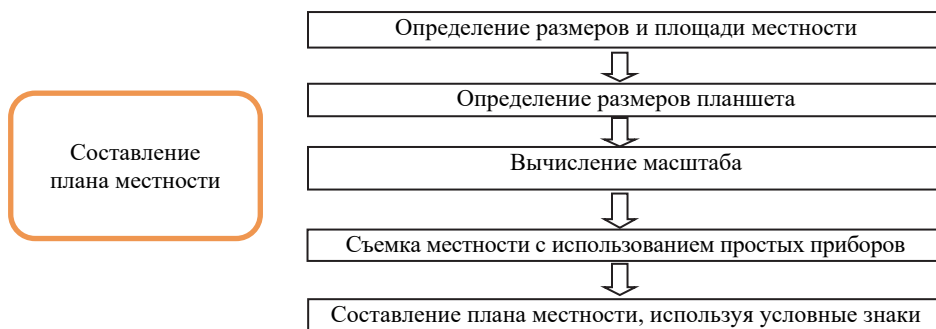 Составление
плана местности
Определение размеров и площади местности
Определение размеров планшета
Вычисление масштаба
Съемка местности с использованием простых приборов
Составление плана местности, используя условные знаки